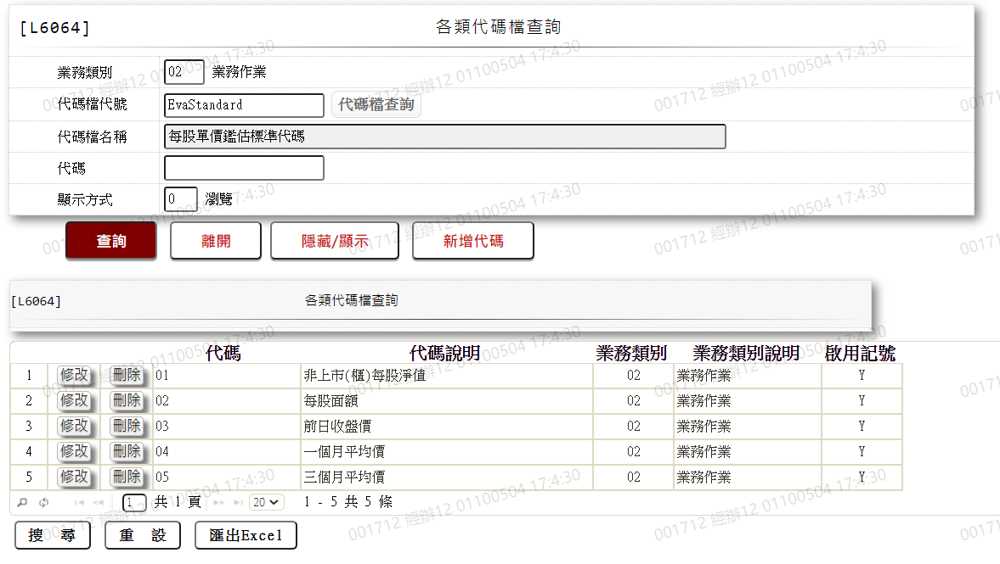 [L6064] 各類代碼檔查詢
業務類別 02 業務作業
代碼檔代號 EvaStandard 代碼檔查詢
代碼檔名稱 每股單價鑑估標準代碼
代碼
顯示方式 0 瀏覽
查詢 離開 隱藏/顯示 新增代碼
[L6064] 各類代碼檔查詢
代碼 代碼說明 業務類別 業務類別說明 啟用記號
1 修改 刪除 01 非上市(櫃)每股淨值 02 業務作業 Y
2 修改 刪除 02 每股面額 02 業務作業 Y
3 修改 刪除 03 前日收盤價 02 業務作業 Y
4 修改 刪除 04 一個月平均價 02 業務作業 Y
5 修改 刪除 05 三個月平均價 02 業務作業 Y
1 共 1 頁 20 1 - 5 共 5 條
搜 尋 重 設 匯出Excel
001712 經辦12 01100504 17:4:30